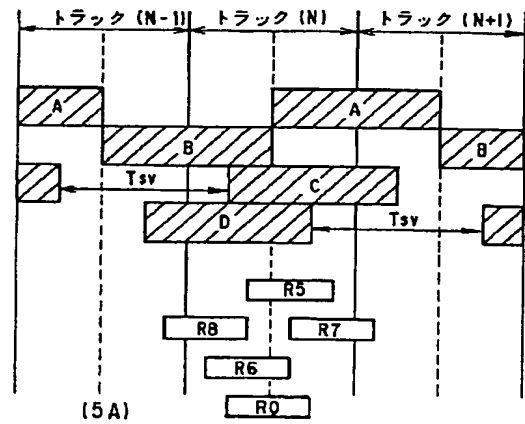 トラック (N-1) トラック (N) トラック (N+1)
A A
B B
Tsv C
D Tsv
R5
R8 R7
R6
(5A) R0